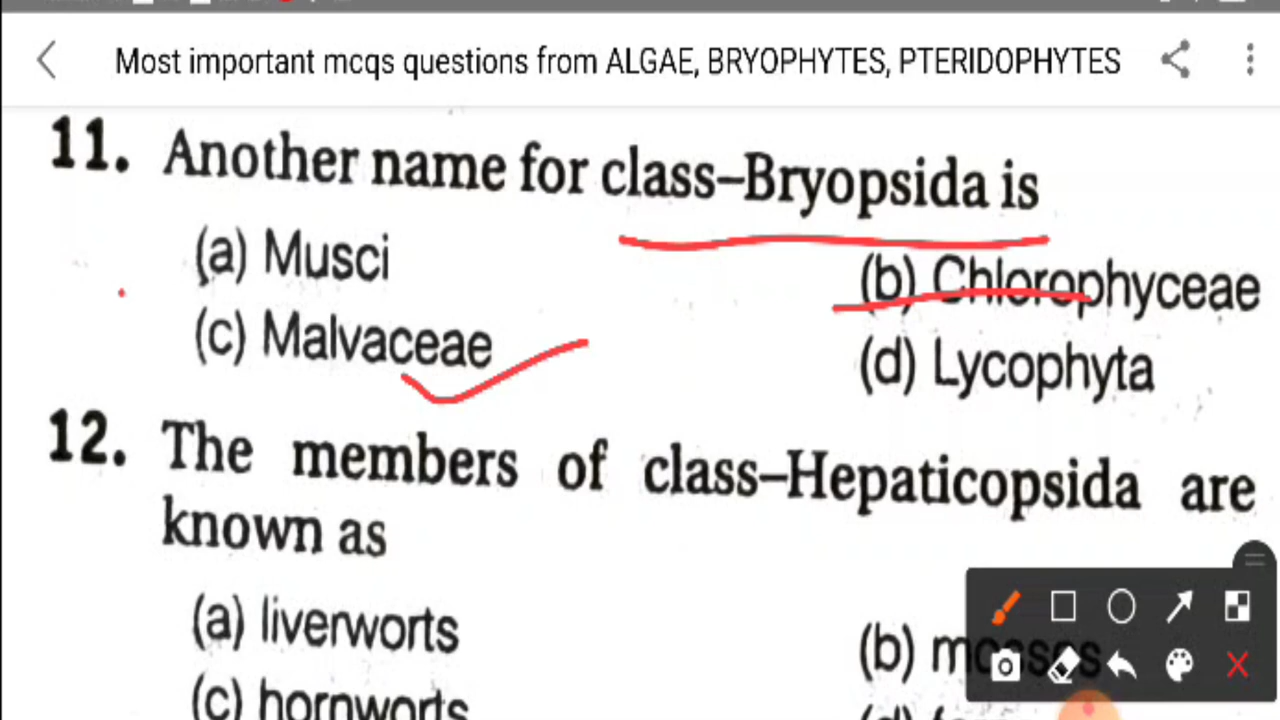 Most important mcqs questions from ALGAE, BRYOPHYTES, PTERIDOPHYTES
11. Another name for class–Bryopsida is
(a) Musci
(b) Chlorophyceae
(c) Malvaceae
(d) Lycophyta
12. The members of class–Hepaticopsida are
known as
(a) liverworts
(b) mosses
(c) hornworts
(d)